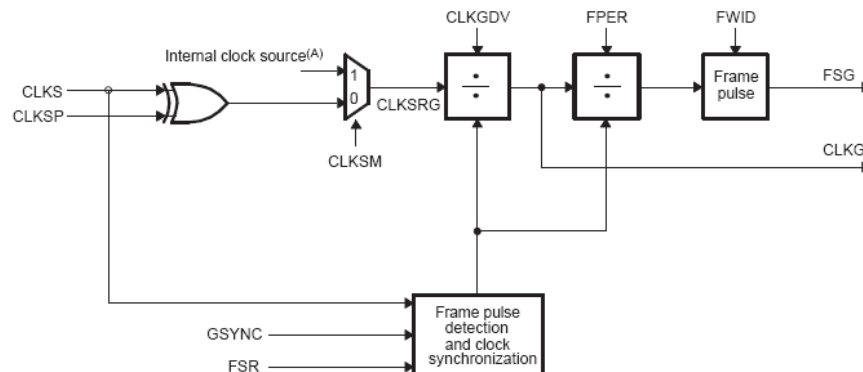 CLKGDV
FPER
FWID
Internal clock source(A)
CLKS
CLKSP
1
0
CLKSRG
÷
÷
Frame
pulse
FSG
CLKG
CLKSM
GSYNC
FSR
Frame pulse
detection
and clock
synchronization